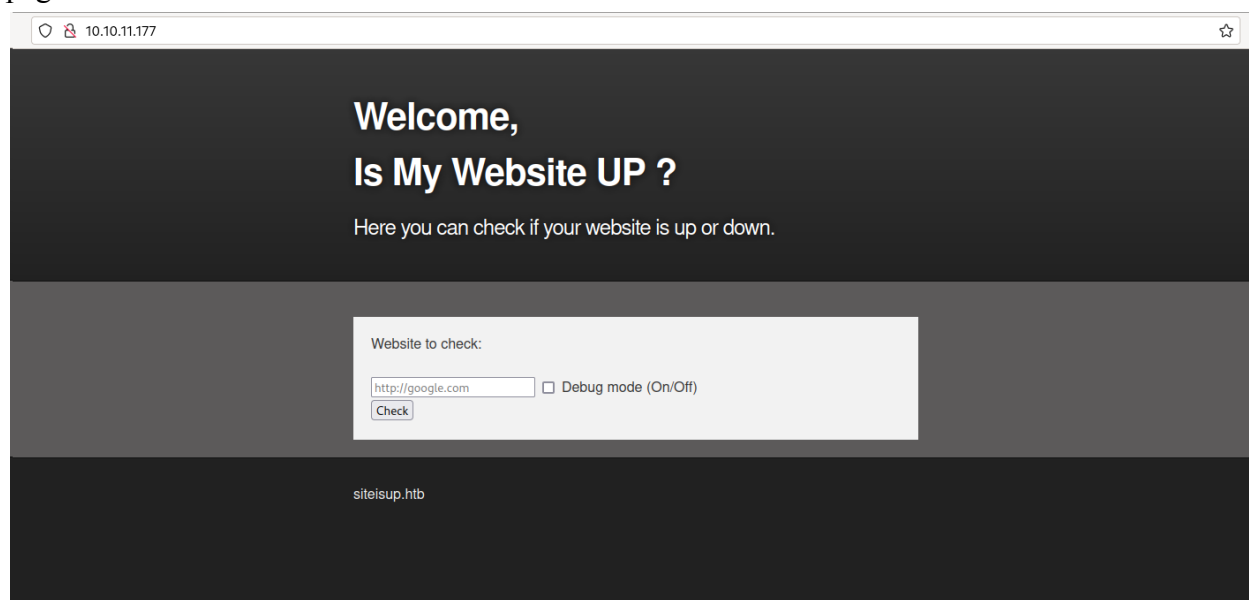 10.10.11.177
Welcome,
Is My Website UP ?
Here you can check if your website is up or down.
Website to check:
http://google.com Debug mode (On/Off)
Check
siteisup.htb